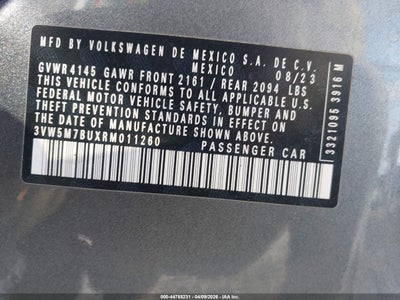 MFD BY VOLKSWAGEN DE MEXICO S.A. DE C.V.
MEXICO 08/23
GVWR4145 GAWR FRONT 2161 / REAR 2094 LBS
THIS VEHICLE CONFORMS TO ALL APPLICABLE
FEDERAL MOTOR VEHICLE SAFETY, BUMPER AND
THEFT PREVENTION STANDARDS IN EFFECT
ON THE DATE OF MANUFACTURE SHOWN ABOVE
3VW5M7BUXRM011260 PASSENGER CAR
3321095 3916 M
000-44788231 - 04/09/2026 - IAA Inc.